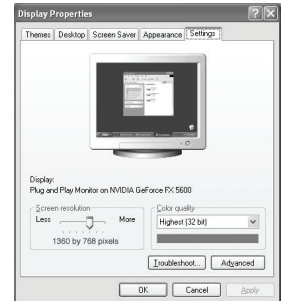 Display Properties
Themes Desktop Screen Saver Appearance Settings
Display:
Plug and Play Monitor on NVIDIA GeForce FX 5600
Screen resolution
Less More
1360 by 768 pixels
Color quality
Highest (32 bit)
Troubleshoot... Advanced
OK Cancel Apply